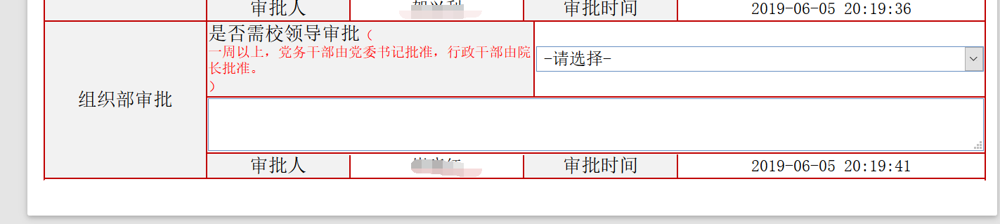 审批人 审批时间 2019-06-05 20:19:36
是否需校领导审批（
一周以上，党务干部由党委书记批准，行政干部由院
长批准。
）
-请选择-
组织部审批
审批人 审批时间 2019-06-05 20:19:41